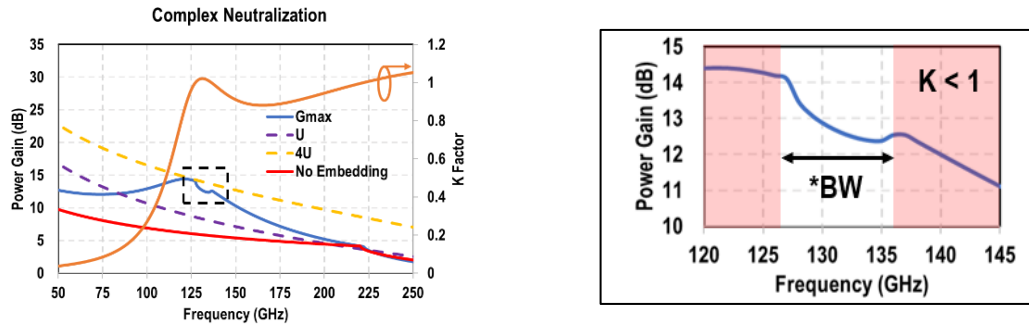 Complex Neutralization
35
30
25
20
15
10
5
0
Power Gain (dB)
50 75 100 125 150 175 200 225 250
Frequency (GHz)
1.2
1
0.8
0.6
0.4
0.2
0
K Factor
Gmax
U
4U
No Embedding
15
14
13
12
11
10
Power Gain (dB)
K < 1
*BW
120 125 130 135 140 145
Frequency (GHz)